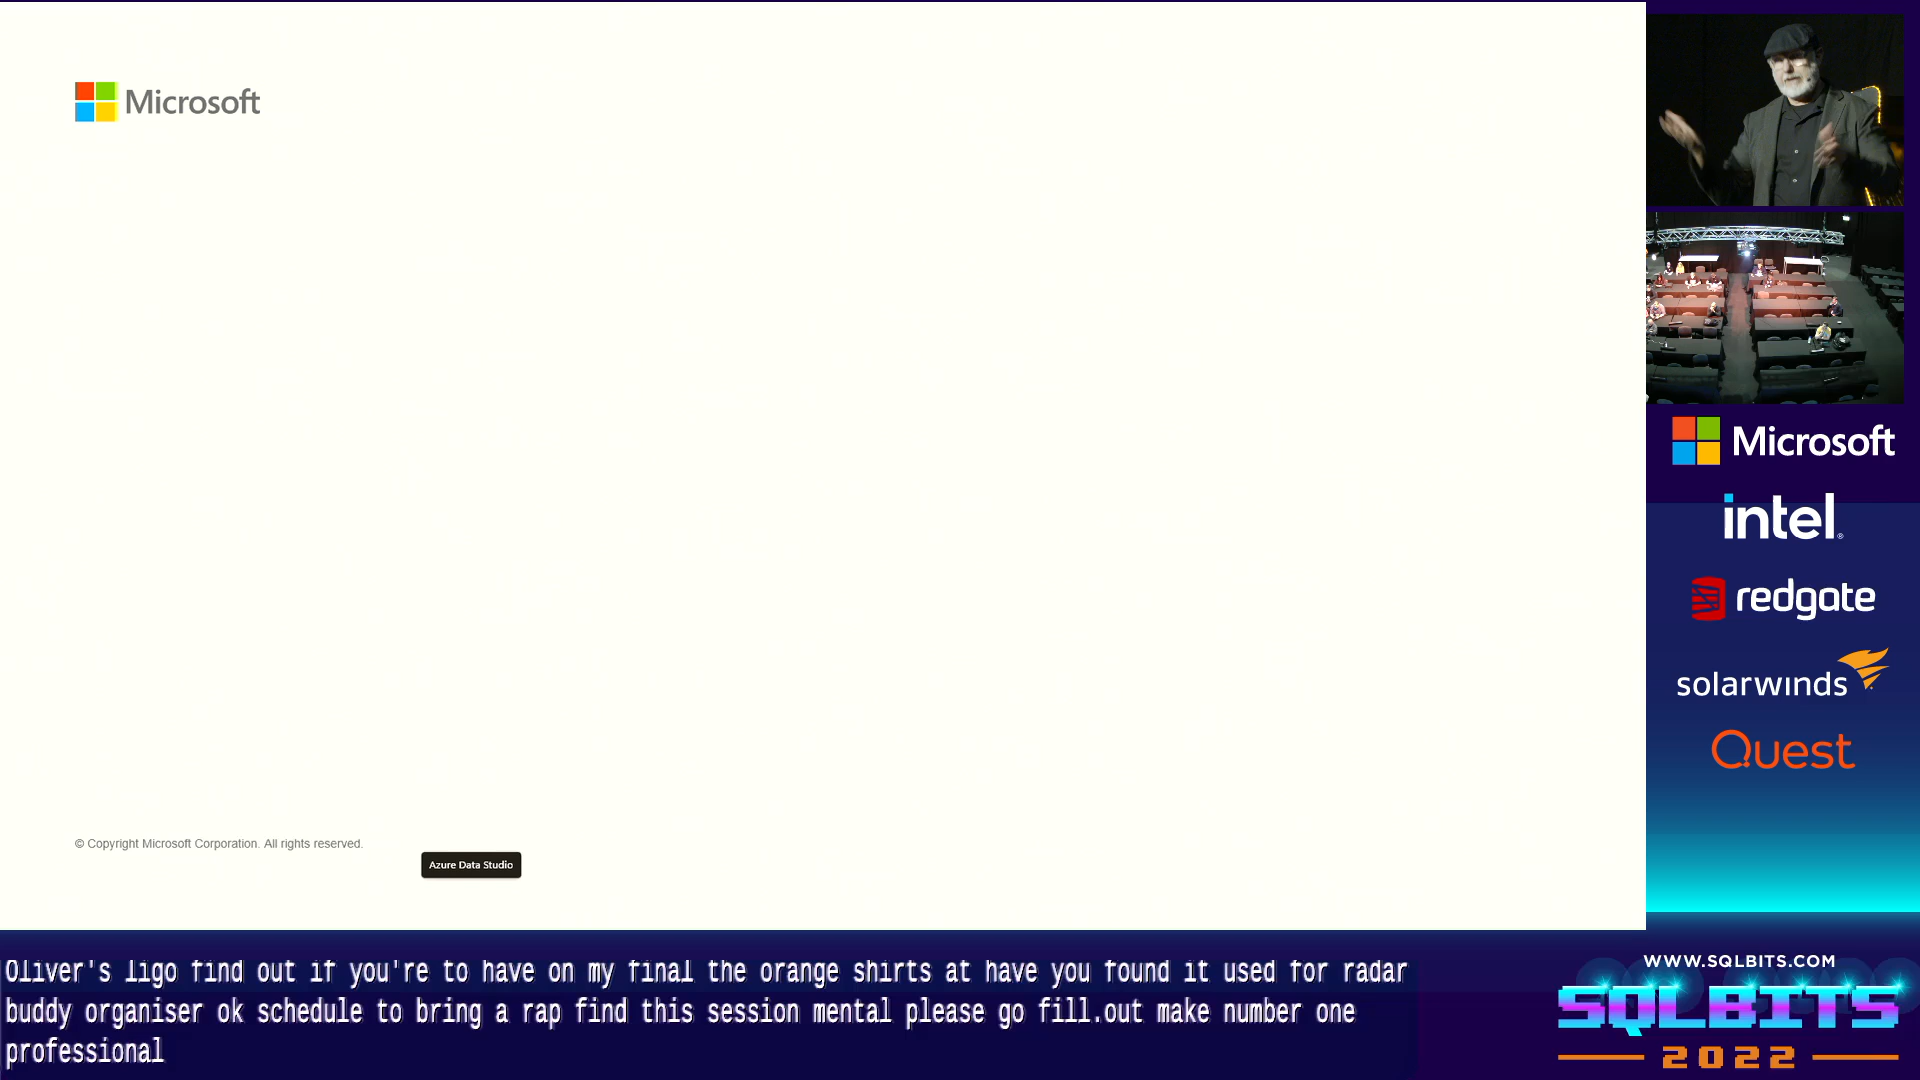 Microsoft
© Copyright Microsoft Corporation. All rights reserved.
Azure Data Studio
Microsoft
intel
redgate
solarwinds
Quest
Oliver's ligo find out if you're to have on my final the orange shirts at have you found it used for radar
buddy organiser ok schedule to bring a rap find this session mental please go fill.out make number one
professional
WWW.SQLBITS.COM
SQLBITS
2022